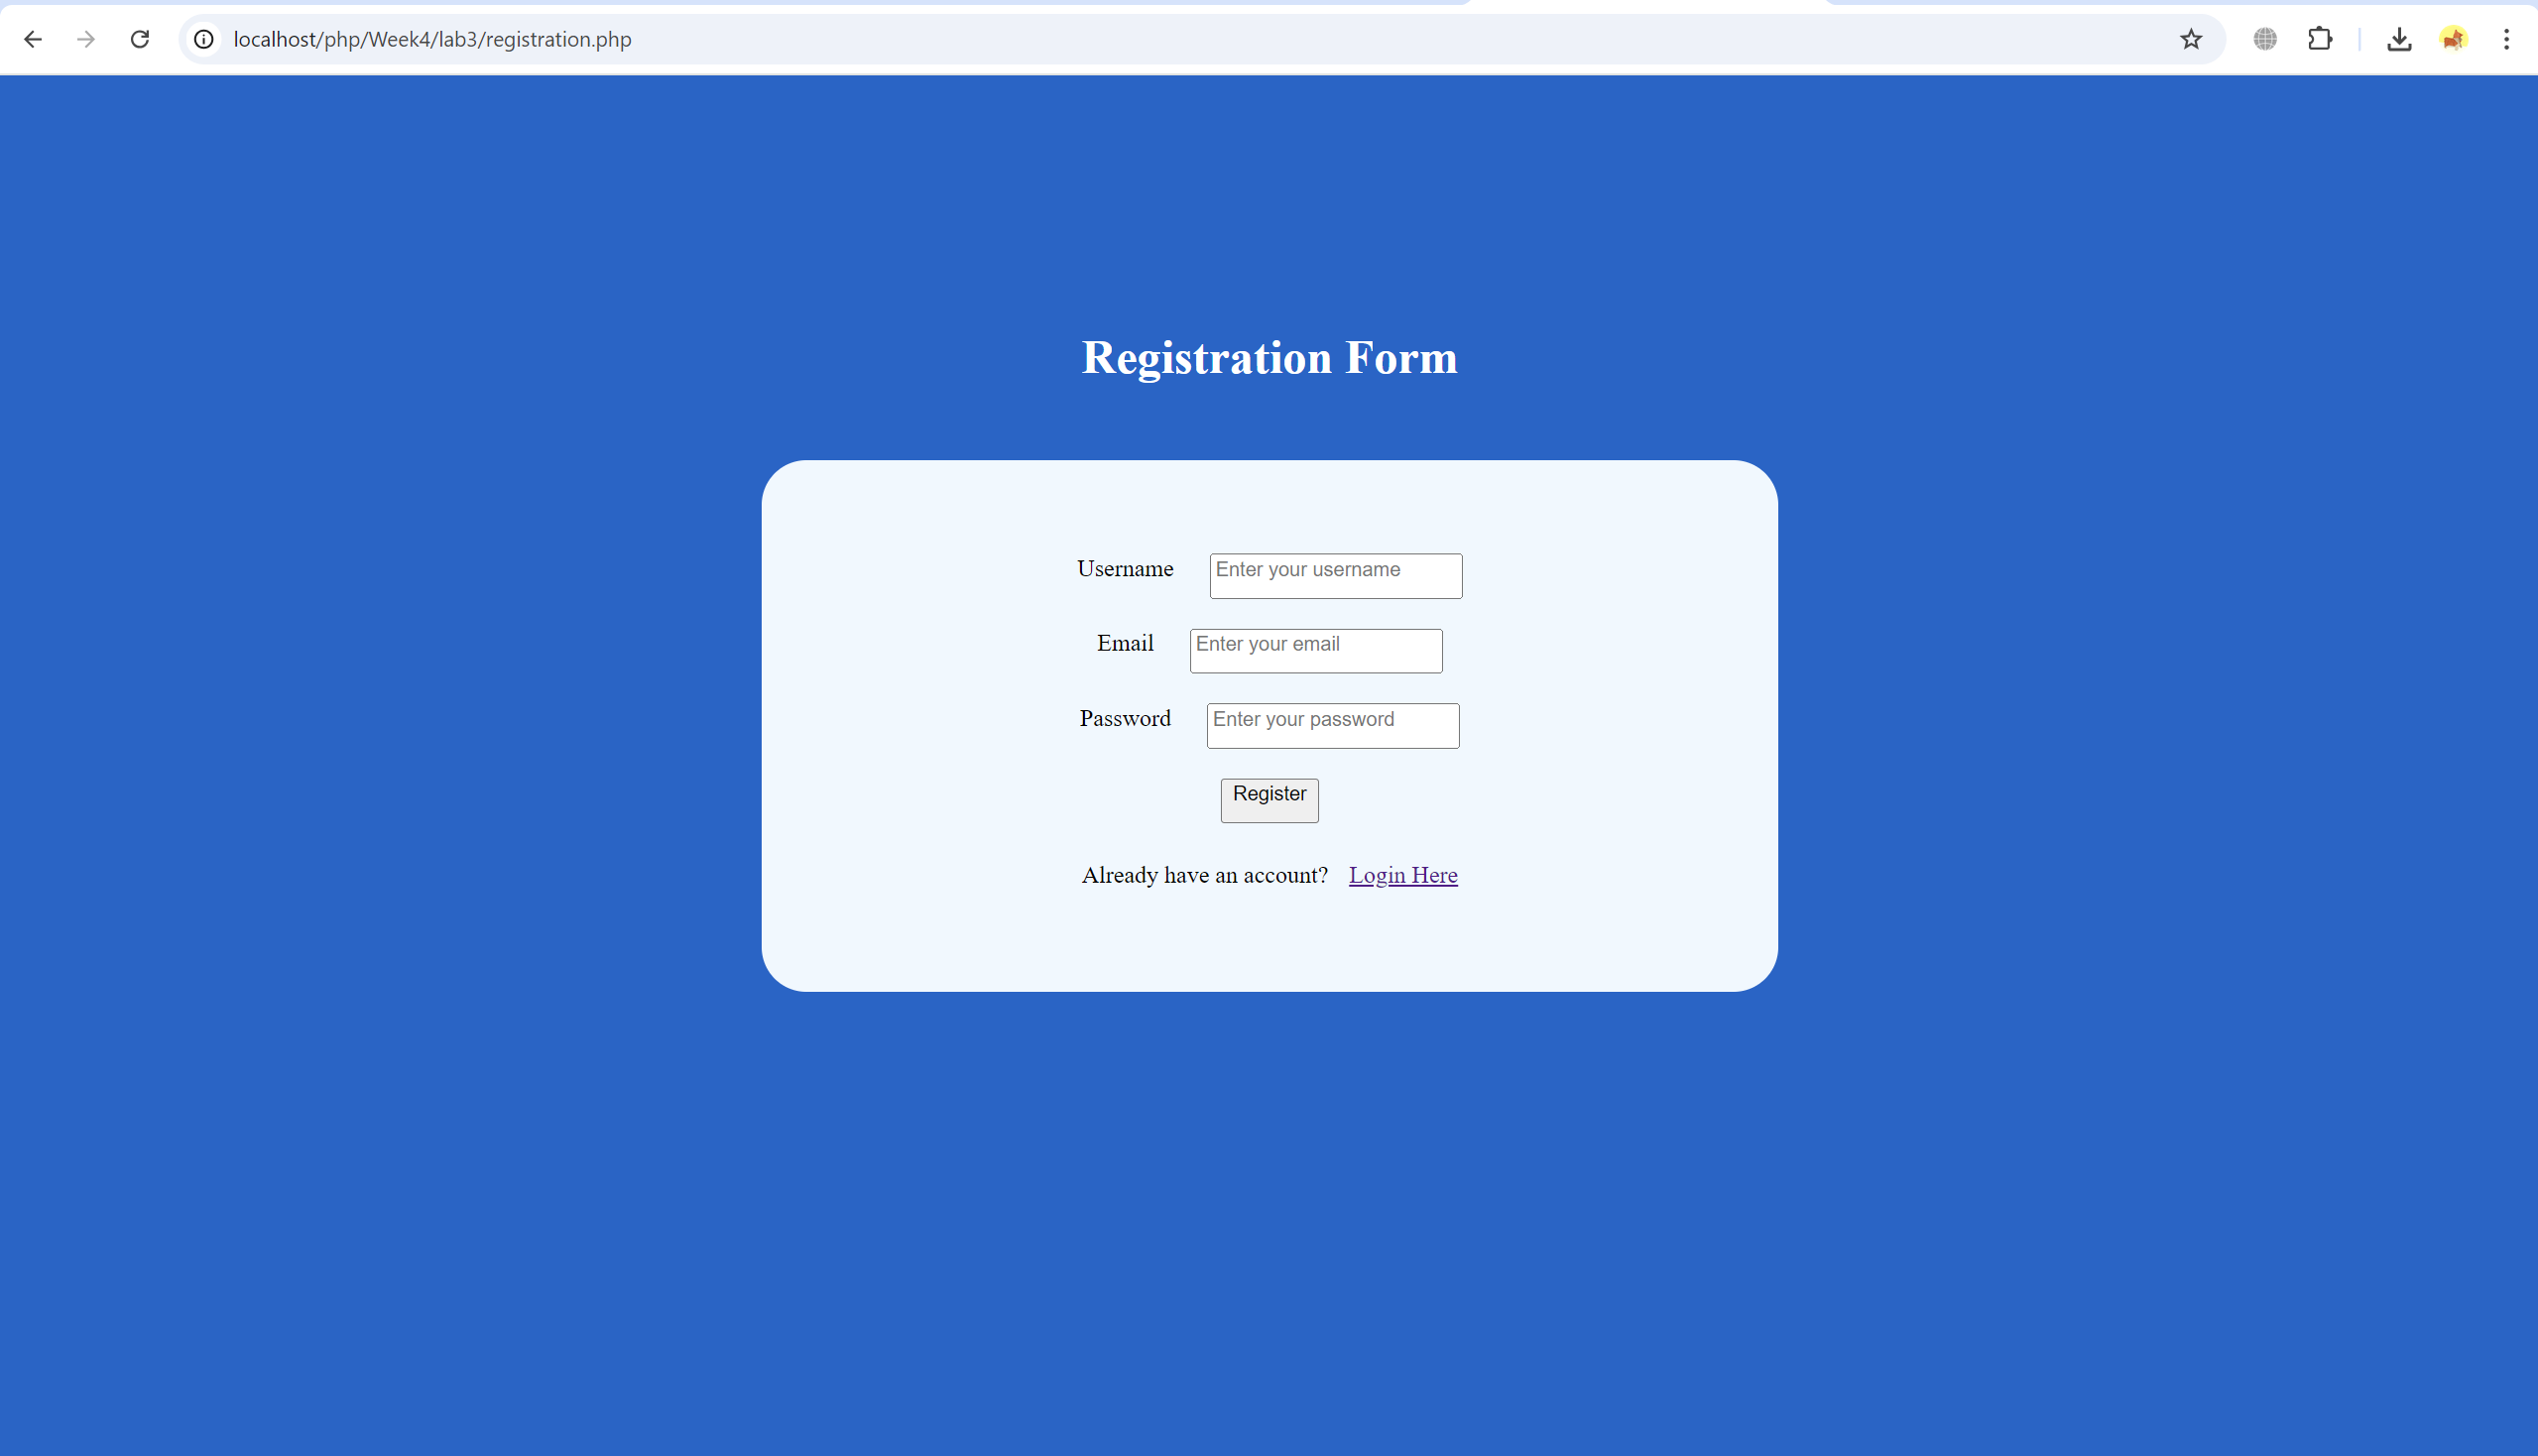 localhost/php/Week4/lab3/registration.php
Registration Form
Username Enter your username
Email Enter your email
Password Enter your password
Register
Already have an account? Login Here